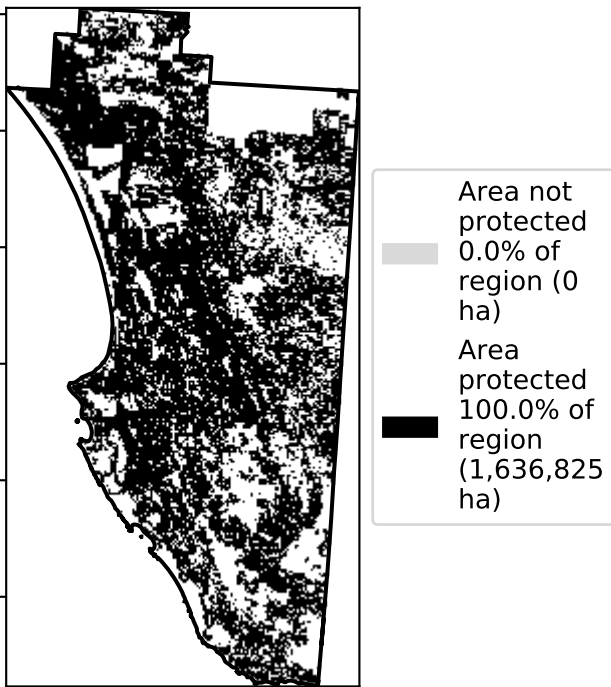 Area not
protected
0.0% of
region (0
ha)
Area
protected
100.0% of
region
(1,636,825
ha)